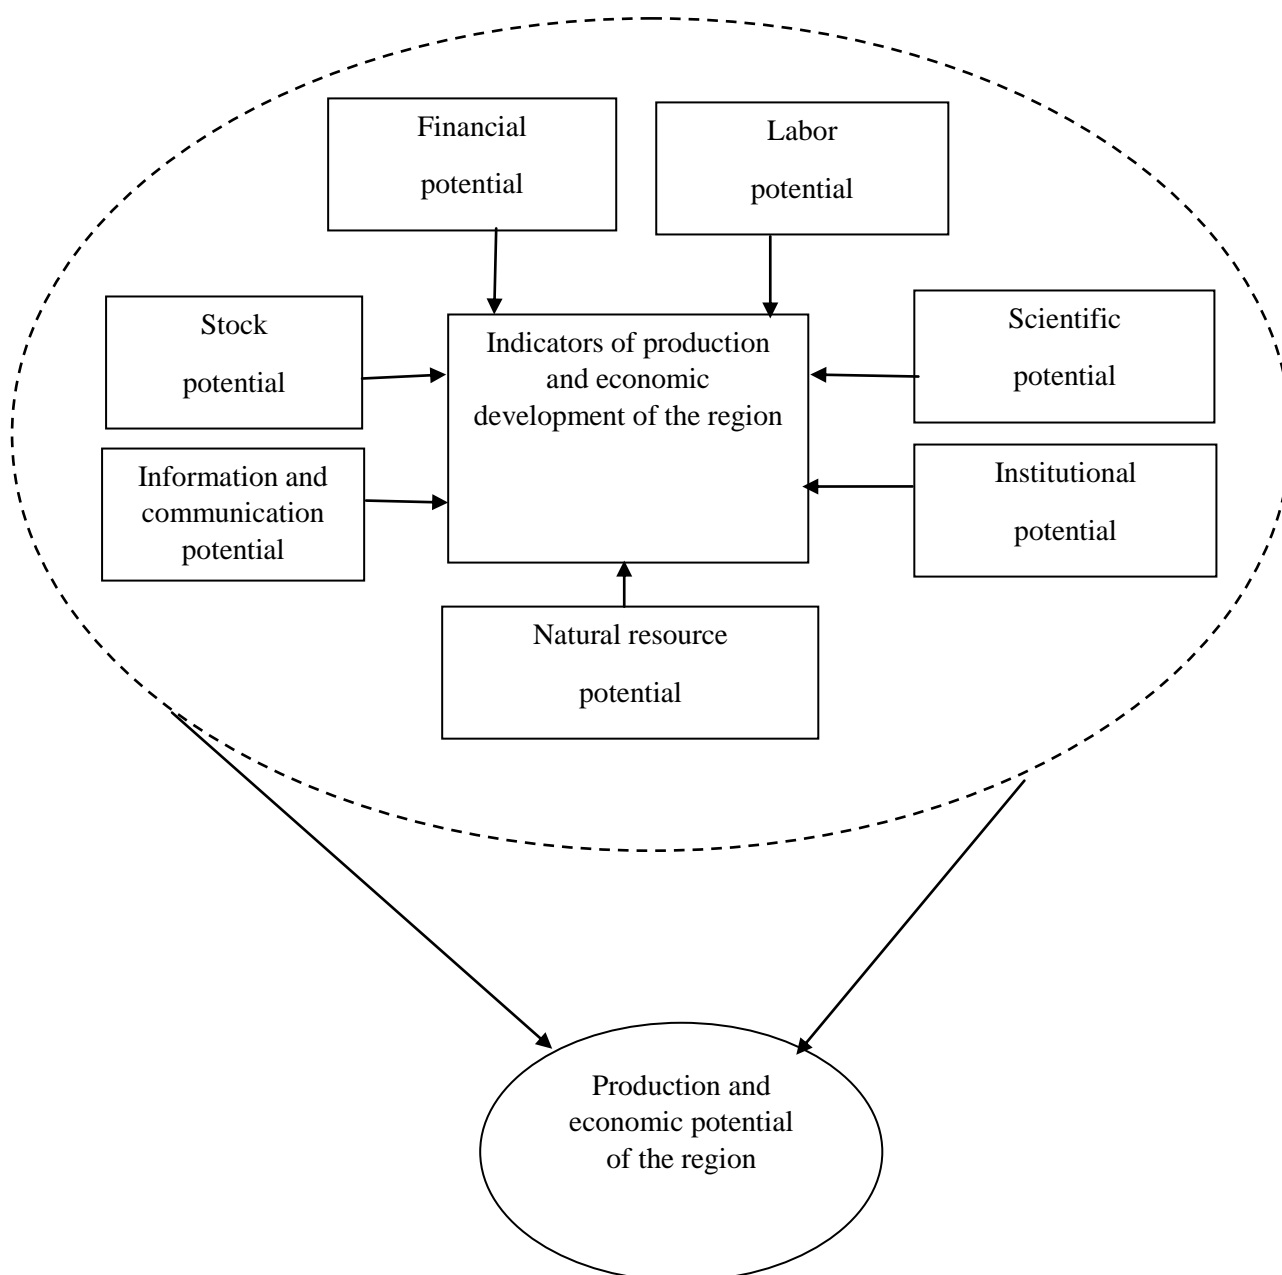 Financial
potential
Labor
potential
Stock
potential
Indicators of production
and economic
development of the region
Scientific
potential
Information and
communication
potential
Institutional
potential
Natural resource
potential
Production and
economic potential
of the region